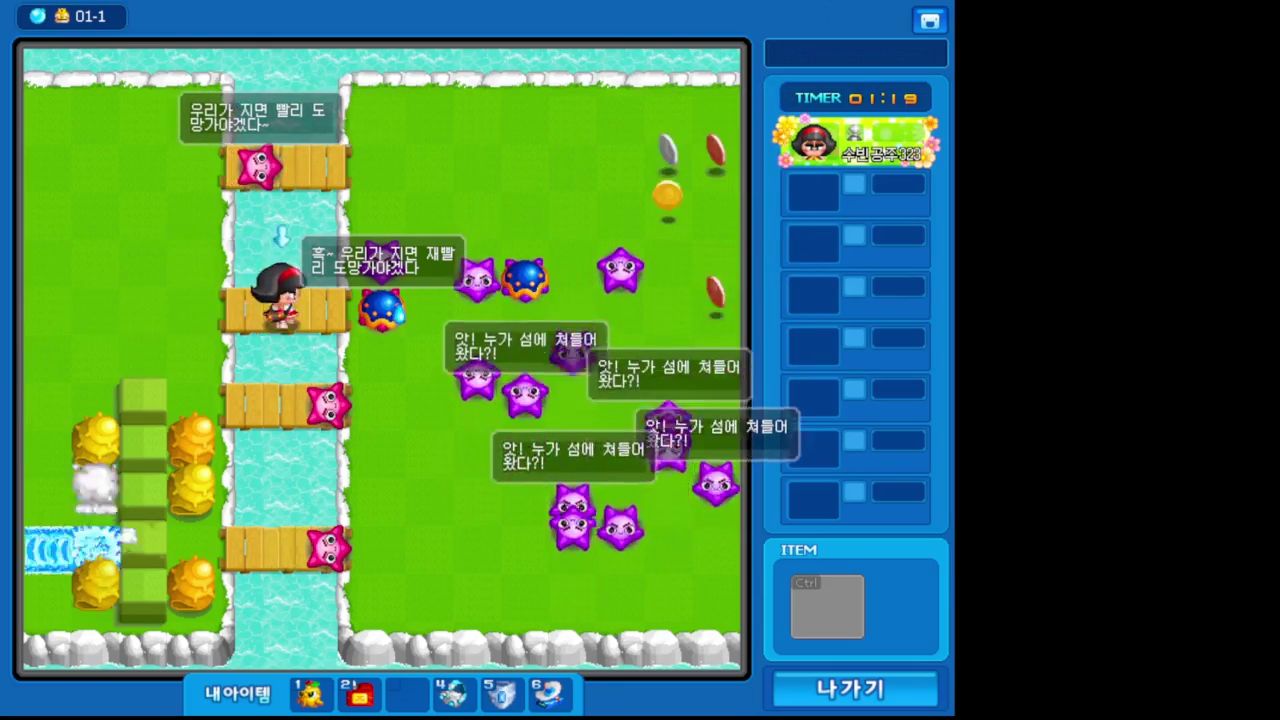 01-1
우리가 지면 빨리 도
망가야겠다~
흑~ 우리가 지면 재빨
리 도망가야겠다
앗! 누가 섬에 쳐들어
왔다?!
앗! 누가 섬에 쳐들어
왔다?!
앗! 누가 섬에 쳐들어
왔다?!
앗! 누가 섬에 쳐들어
왔다?!
TIMER 01:19
수빈공주323
ITEM
Ctrl
내아이템
1
2
4
5
6
나가기